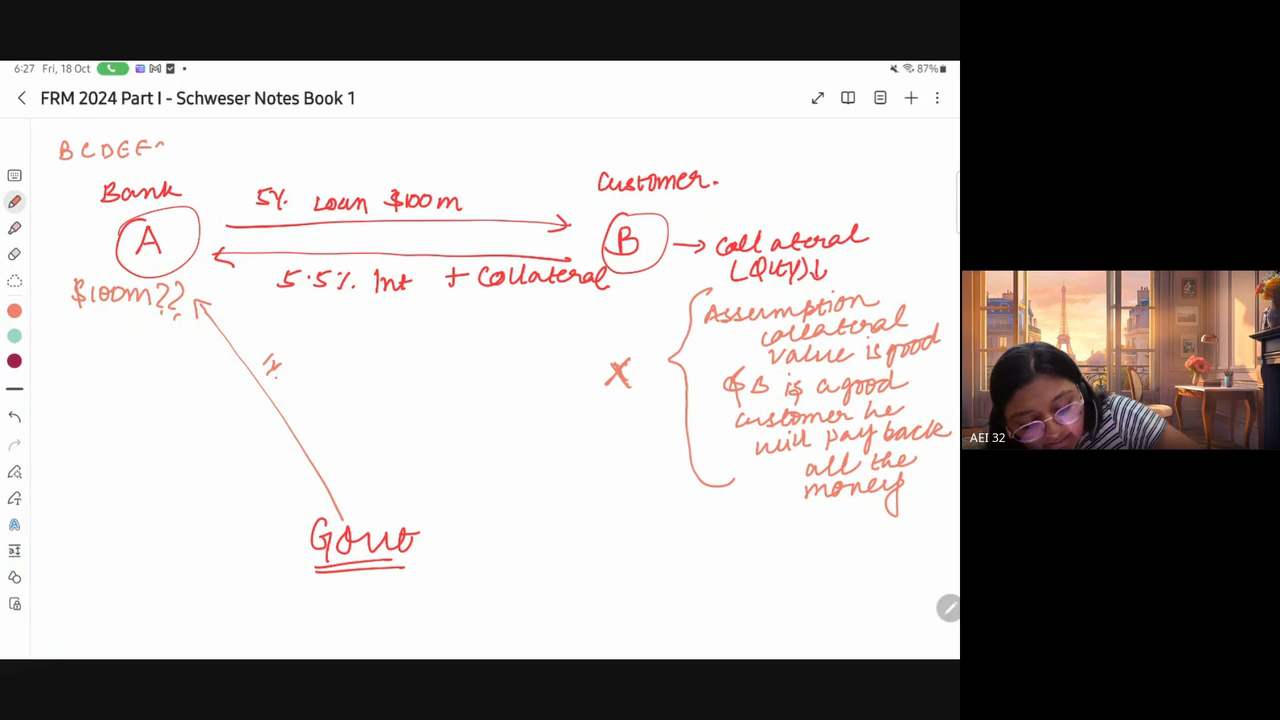 6:27 Fri, 18 Oct
87%
FRM 2024 Part I - Schweser Notes Book 1
B C D E F
Bank
Customer.
5% Loan $100m
A
B → Collateral
(Qlty)↓
5.5% Int + Collateral
$100m??
Assumption
collateral
value is good
B is a good
customer he
will pay back
all the
money
X
1%
Govt
AEI 32